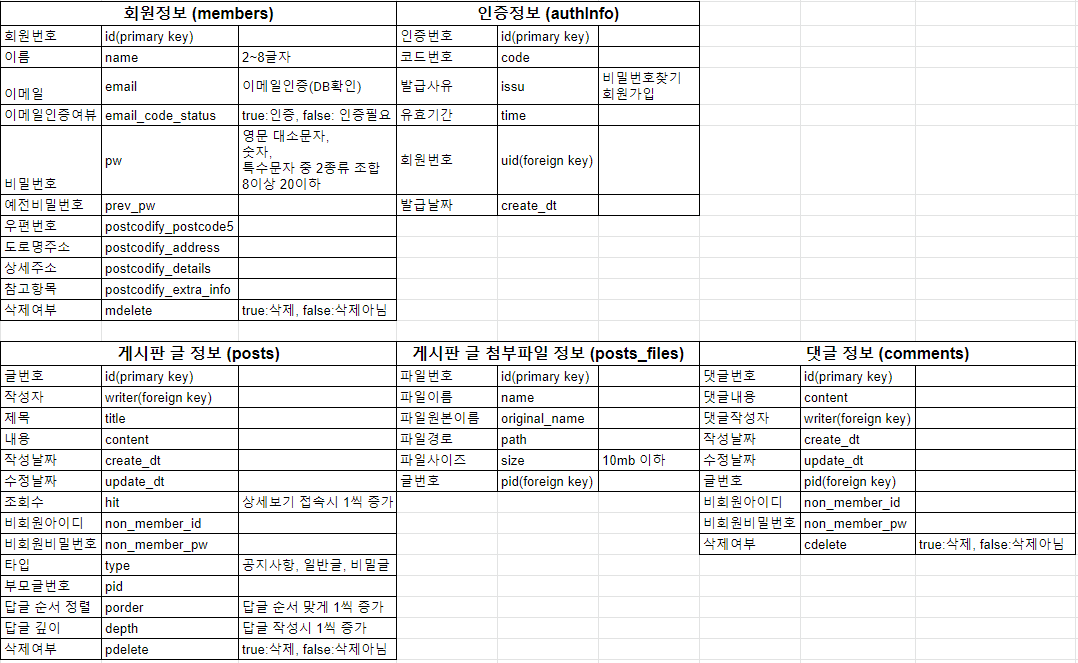 회원정보 (members)
회원번호 id(primary key)
이름 name 2~8글자
이메일 email 이메일인증(DB확인)
이메일인증여뷰 email_code_status true:인증, false: 인증필요
비밀번호 pw 영문 대소문자,
숫자,
특수문자 중 2종류 조합
8이상 20이하
예전비밀번호 prev_pw
우편번호 postcodify_postcode5
도로명주소 postcodify_address
상세주소 postcodify_details
참고항목 postcodify_extra_info
삭제여부 mdelete true:삭제, false:삭제아님
인증정보 (authInfo)
인증번호 id(primary key)
코드번호 code
발급사유 issu 비밀번호찾기
회원가입
유효기간 time
회원번호 uid(foreign key)
발급날짜 create_dt
게시판 글 정보 (posts)
글번호 id(primary key)
작성자 writer(foreign key)
제목 title
내용 content
작성날짜 create_dt
수정날짜 update_dt
조회수 hit 상세보기 접속시 1씩 증가
비회원아이디 non_member_id
비회원비밀번호 non_member_pw
타입 type 공지사항, 일반글, 비밀글
부모글번호 pid
답글 순서 정렬 porder 답글 순서 맞게 1씩 증가
답글 깊이 depth 답글 작성시 1씩 증가
삭제여부 pdelete true:삭제, false:삭제아님
게시판 글 첨부파일 정보 (posts_files)
파일번호 id(primary key)
파일이름 name
파일원본이름 original_name
파일경로 path
파일사이즈 size 10mb 이하
글번호 pid(foreign key)
댓글 정보 (comments)
댓글번호 id(primary key)
댓글내용 content
댓글작성자 writer(foreign key)
작성날짜 create_dt
수정날짜 update_dt
글번호 pid(foreign key)
비회원아이디 non_member_id
비회원비밀번호 non_member_pw
삭제여부 cdelete true:삭제, false:삭제아님